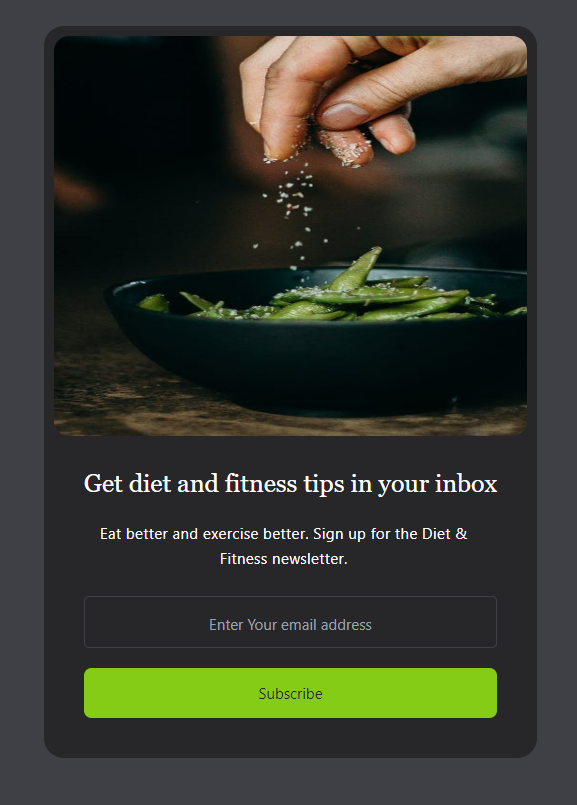 Get diet and fitness tips in your inbox
Eat better and exercise better. Sign up for the Diet &
Fitness newsletter.
Enter Your email address
Subscribe